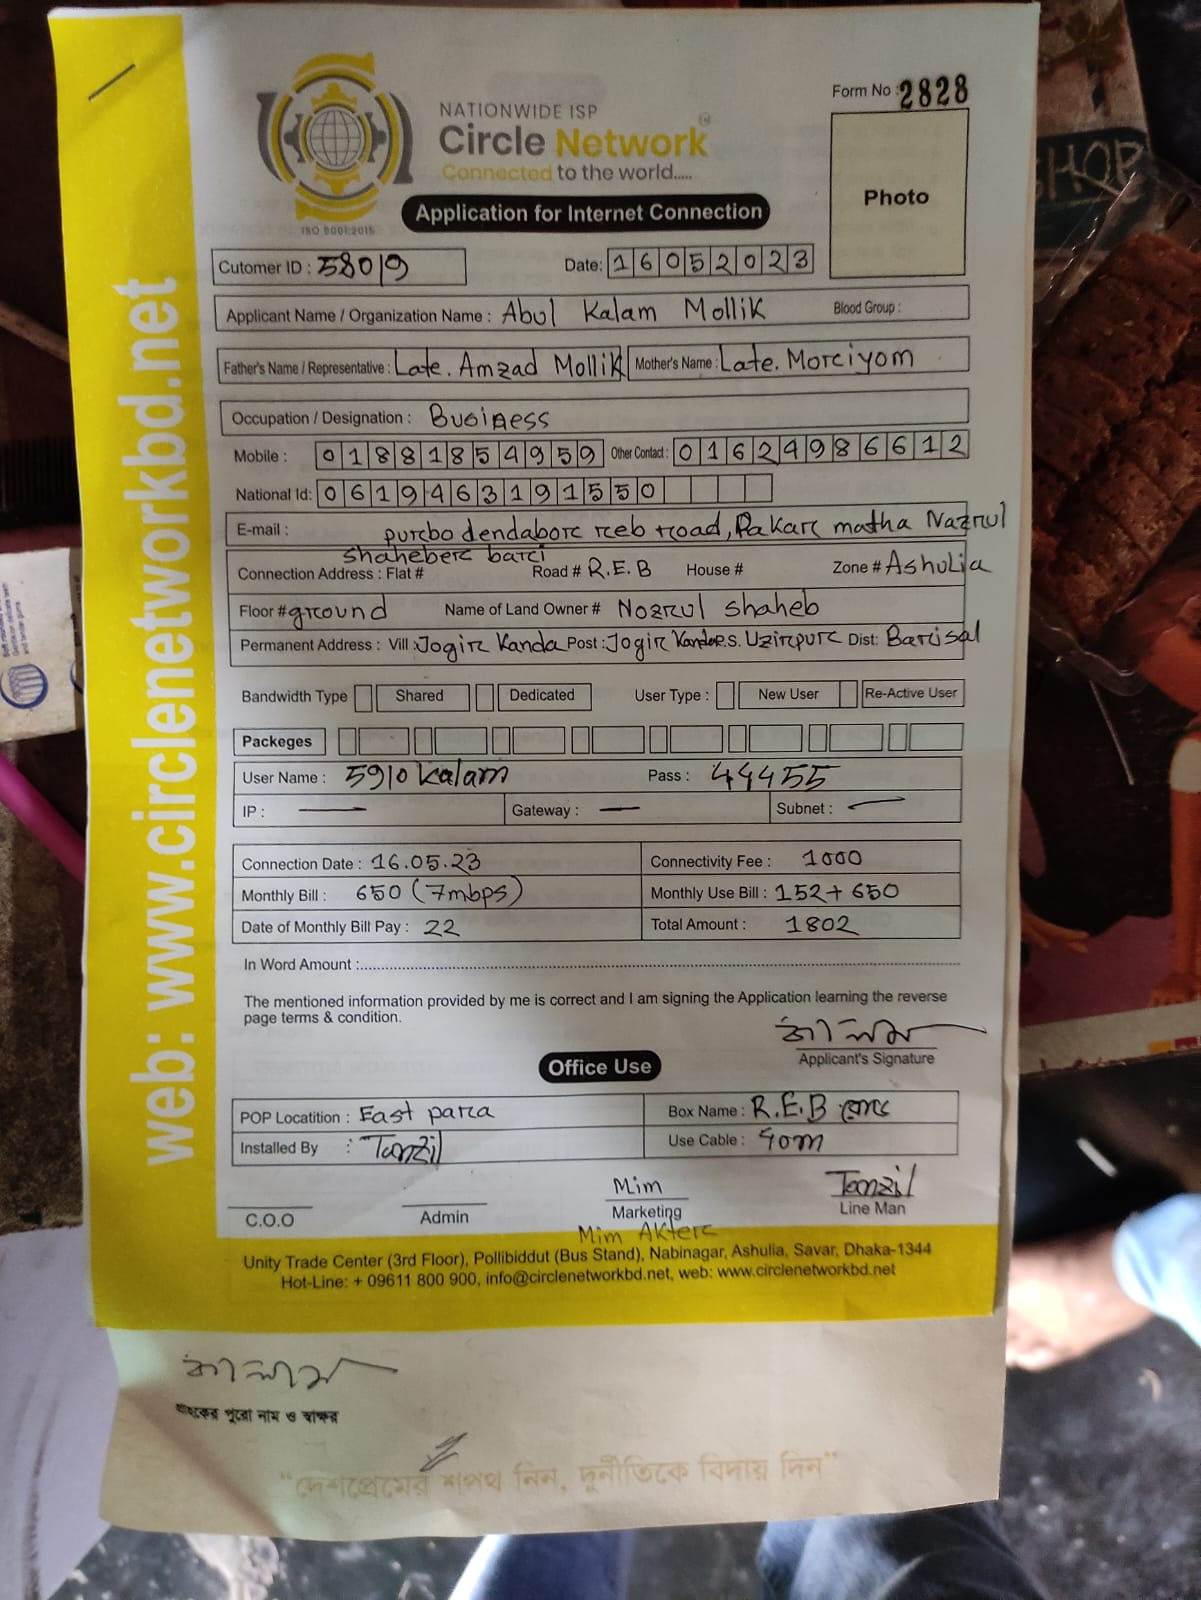 NATIONWIDE ISP
Circle Network
Connected to the world.....
ISO 9001:2015
Form No : 2828
Photo
Application for Internet Connection
Cutomer ID : 58019 Date: 16052023
Applicant Name / Organization Name : Abul Kalam Mollik Blood Group :
Father's Name / Representative : Late. Amzad Mollik Mother's Name : Late. Morciyom
Occupation / Designation : Business
Mobile : 01881854959 Other Contact : 01624986612
National Id: 0619463191550
E-mail : purbo dendabor reb road, Pakar matha Nazrul
shaheber bari
Connection Address : Flat # Road # R.E.B House # Zone # Ashulia
Floor # ground Name of Land Owner # Nozrul shaheb
Permanent Address : Vill : Jogir Kanda Post : Jogir Kanda P.S. Uzirpur Dist: Barisal
Bandwidth Type Shared Dedicated User Type : New User Re-Active User
Packeges
User Name : 5910kalam Pass : 44455
IP : — Gateway : — Subnet : —
Connection Date : 16.05.23 Connectivity Fee : 1000
Monthly Bill : 650 (7mbps) Monthly Use Bill : 152+650
Date of Monthly Bill Pay : 22 Total Amount : 1802
In Word Amount :
The mentioned information provided by me is correct and I am signing the Application learning the reverse
page terms & condition.
কালাম
Applicant's Signature
Office Use
POP Locatition : East para Box Name : R.E.B
Installed By : Tanzil Use Cable : 40m
Mim Tanzil
C.O.O Admin Marketing Line Man
Mim Akter
Unity Trade Center (3rd Floor), Pollibiddut (Bus Stand), Nabinagar, Ashulia, Savar, Dhaka-1344
Hot-Line: + 09611 800 900, info@circlenetworkbd.net, web: www.circlenetworkbd.net
web: www.circlenetworkbd.net
কালাম
গ্রাহকের পুরো নাম ও স্বাক্ষর
“দেশপ্রেমের শপথ নিন, দুর্নীতিকে বিদায় দিন”
SHOP